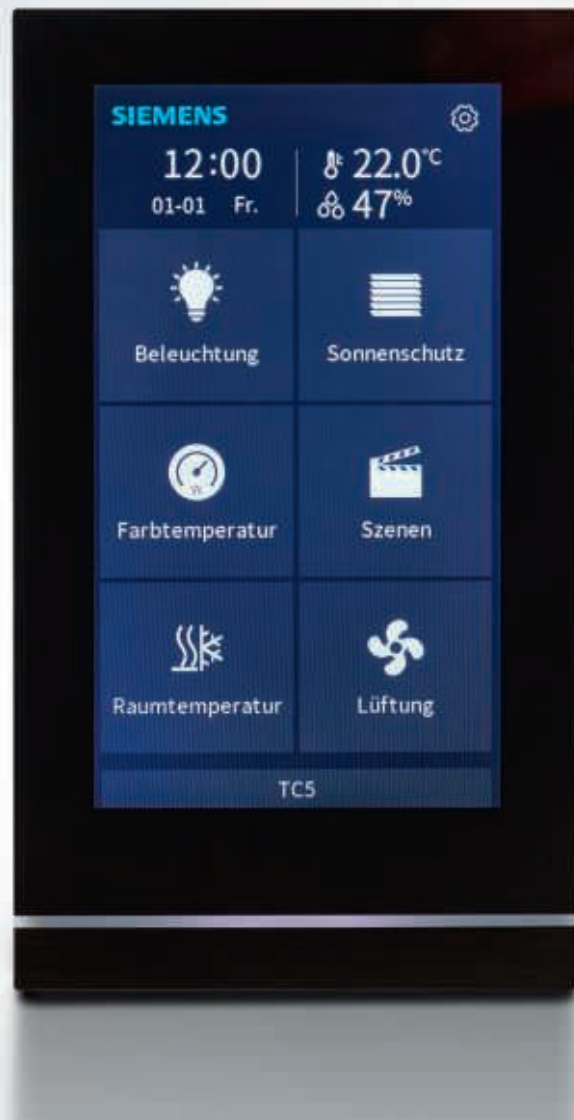 SIEMENS
12:00
22.0°C
01-01 Fr.
47%
Beleuchtung
Sonnenschutz
Farbtemperatur
Szenen
Raumtemperatur
Lüftung
TC5